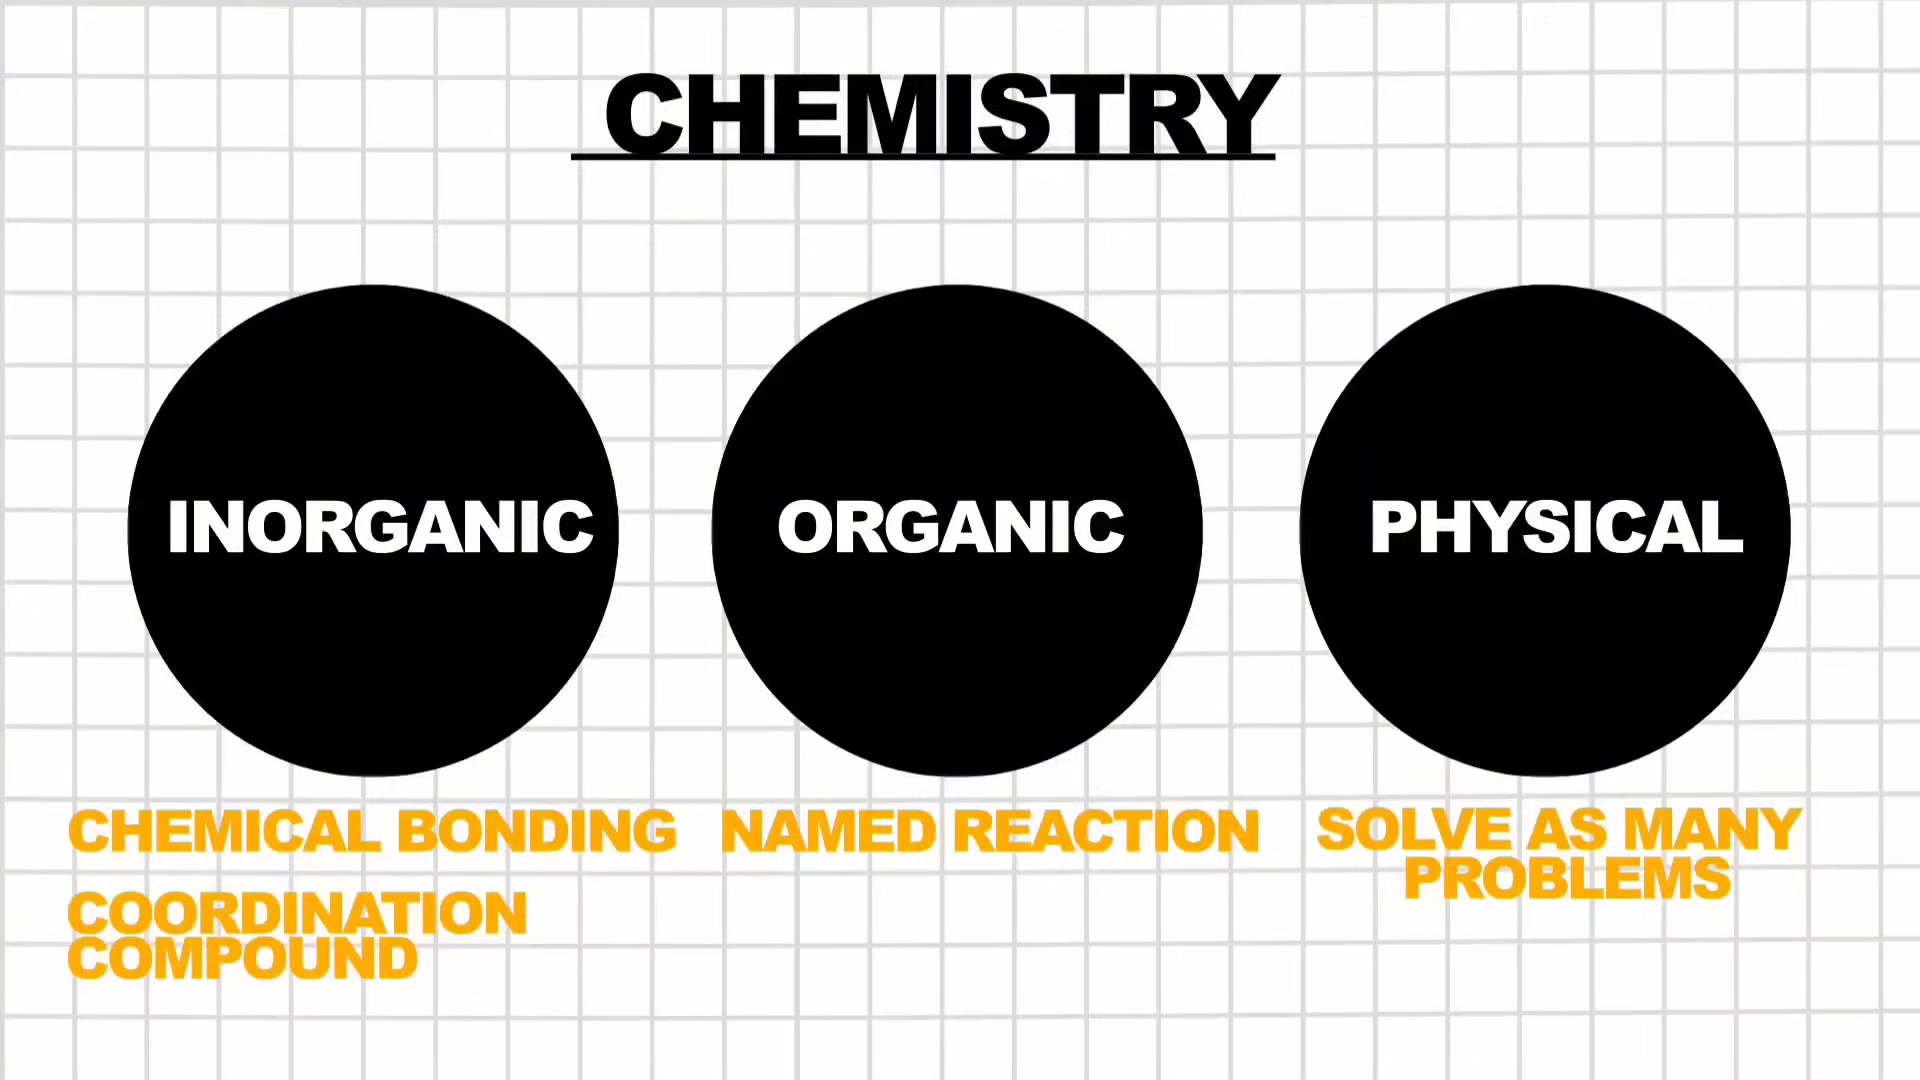 CHEMISTRY
INORGANIC
ORGANIC
PHYSICAL
CHEMICAL BONDING
COORDINATION
COMPOUND
NAMED REACTION
SOLVE AS MANY
PROBLEMS